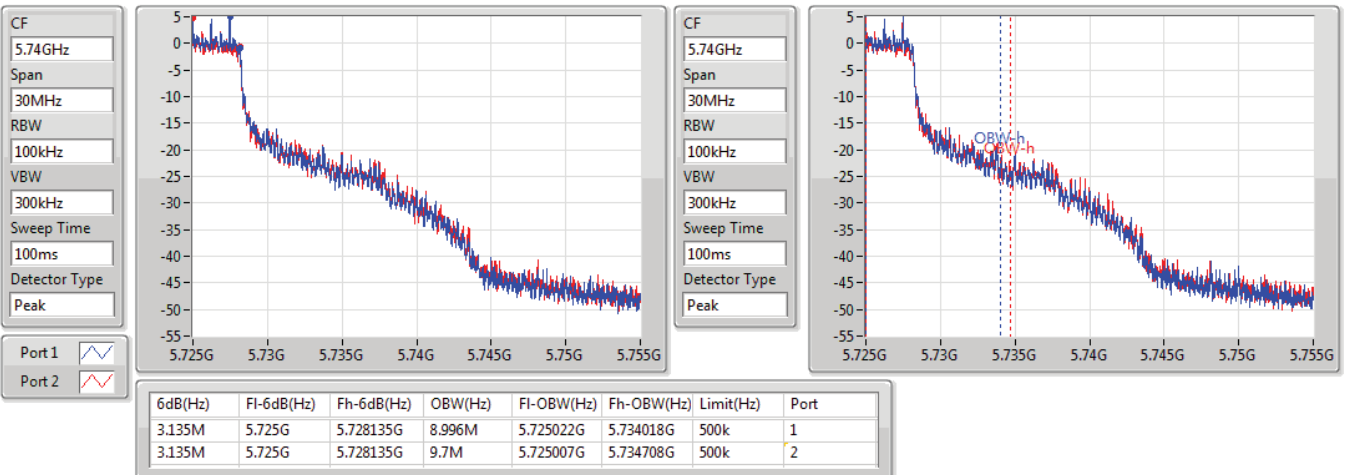 CF
5.74GHz
Span
30MHz
RBW
100kHz
VBW
300kHz
Sweep Time
100ms
Detector Type
Peak
Port 1
Port 2
5
0
-5
-10
-15
-20
-25
-30
-35
-40
-45
-50
-55
5.725G 5.73G 5.735G 5.74G 5.745G 5.75G 5.755G
CF
5.74GHz
Span
30MHz
RBW
100kHz
VBW
300kHz
Sweep Time
100ms
Detector Type
Peak
5
0
-5
-10
-15
-20
-25
-30
-35
-40
-45
-50
-55
OBW-h
OBW-h
5.725G 5.73G 5.735G 5.74G 5.745G 5.75G 5.755G
6dB(Hz) Fl-6dB(Hz) Fh-6dB(Hz) OBW(Hz) Fl-OBW(Hz) Fh-OBW(Hz) Limit(Hz) Port
3.135M 5.725G 5.728135G 8.996M 5.725022G 5.734018G 500k 1
3.135M 5.725G 5.728135G 9.7M 5.725007G 5.734708G 500k 2